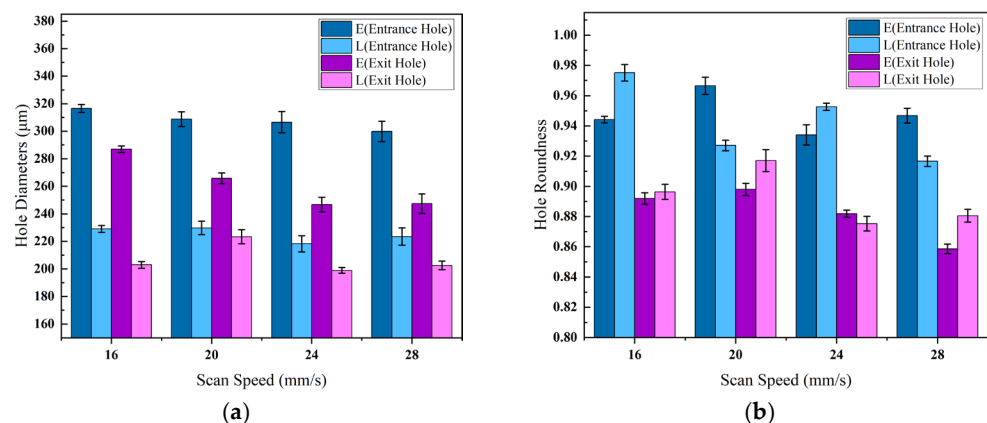 380
360
340
320
300
280
260
240
220
200
180
160
Hole Diameters (μm)
E(Entrance Hole)
L(Entrance Hole)
E(Exit Hole)
L(Exit Hole)
16 20 24 28
Scan Speed (mm/s)
(a)
1.00
0.98
0.96
0.94
0.92
0.90
0.88
0.86
0.84
0.82
0.80
Hole Roundness
E(Entrance Hole)
L(Entrance Hole)
E(Exit Hole)
L(Exit Hole)
16 20 24 28
Scan Speed (mm/s)
(b)